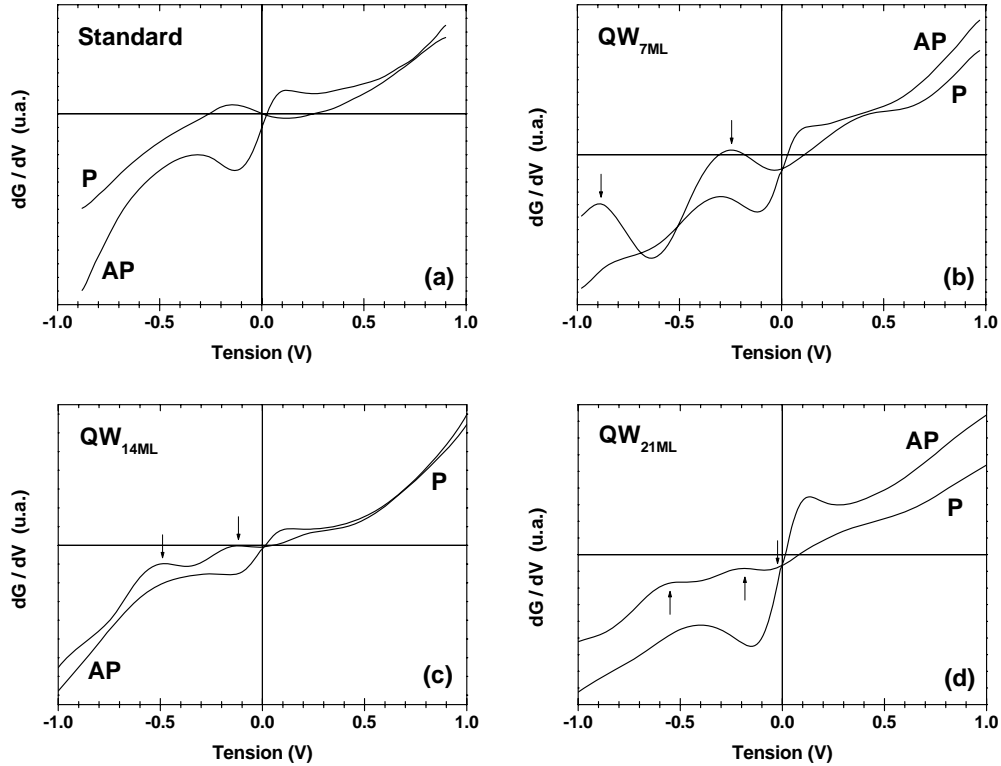 Standard
P
AP
(a)
dG / dV (u.a.)
-1.0 -0.5 0.0 0.5 1.0
Tension (V)
QW7ML
AP
P
(b)
dG / dV (u.a.)
-1.0 -0.5 0.0 0.5 1.0
Tension (V)
QW14ML
P
AP
(c)
dG / dV (u.a.)
-1.0 -0.5 0.0 0.5 1.0
Tension (V)
QW21ML
AP
P
(d)
dG / dV (u.a.)
-1.0 -0.5 0.0 0.5 1.0
Tension (V)